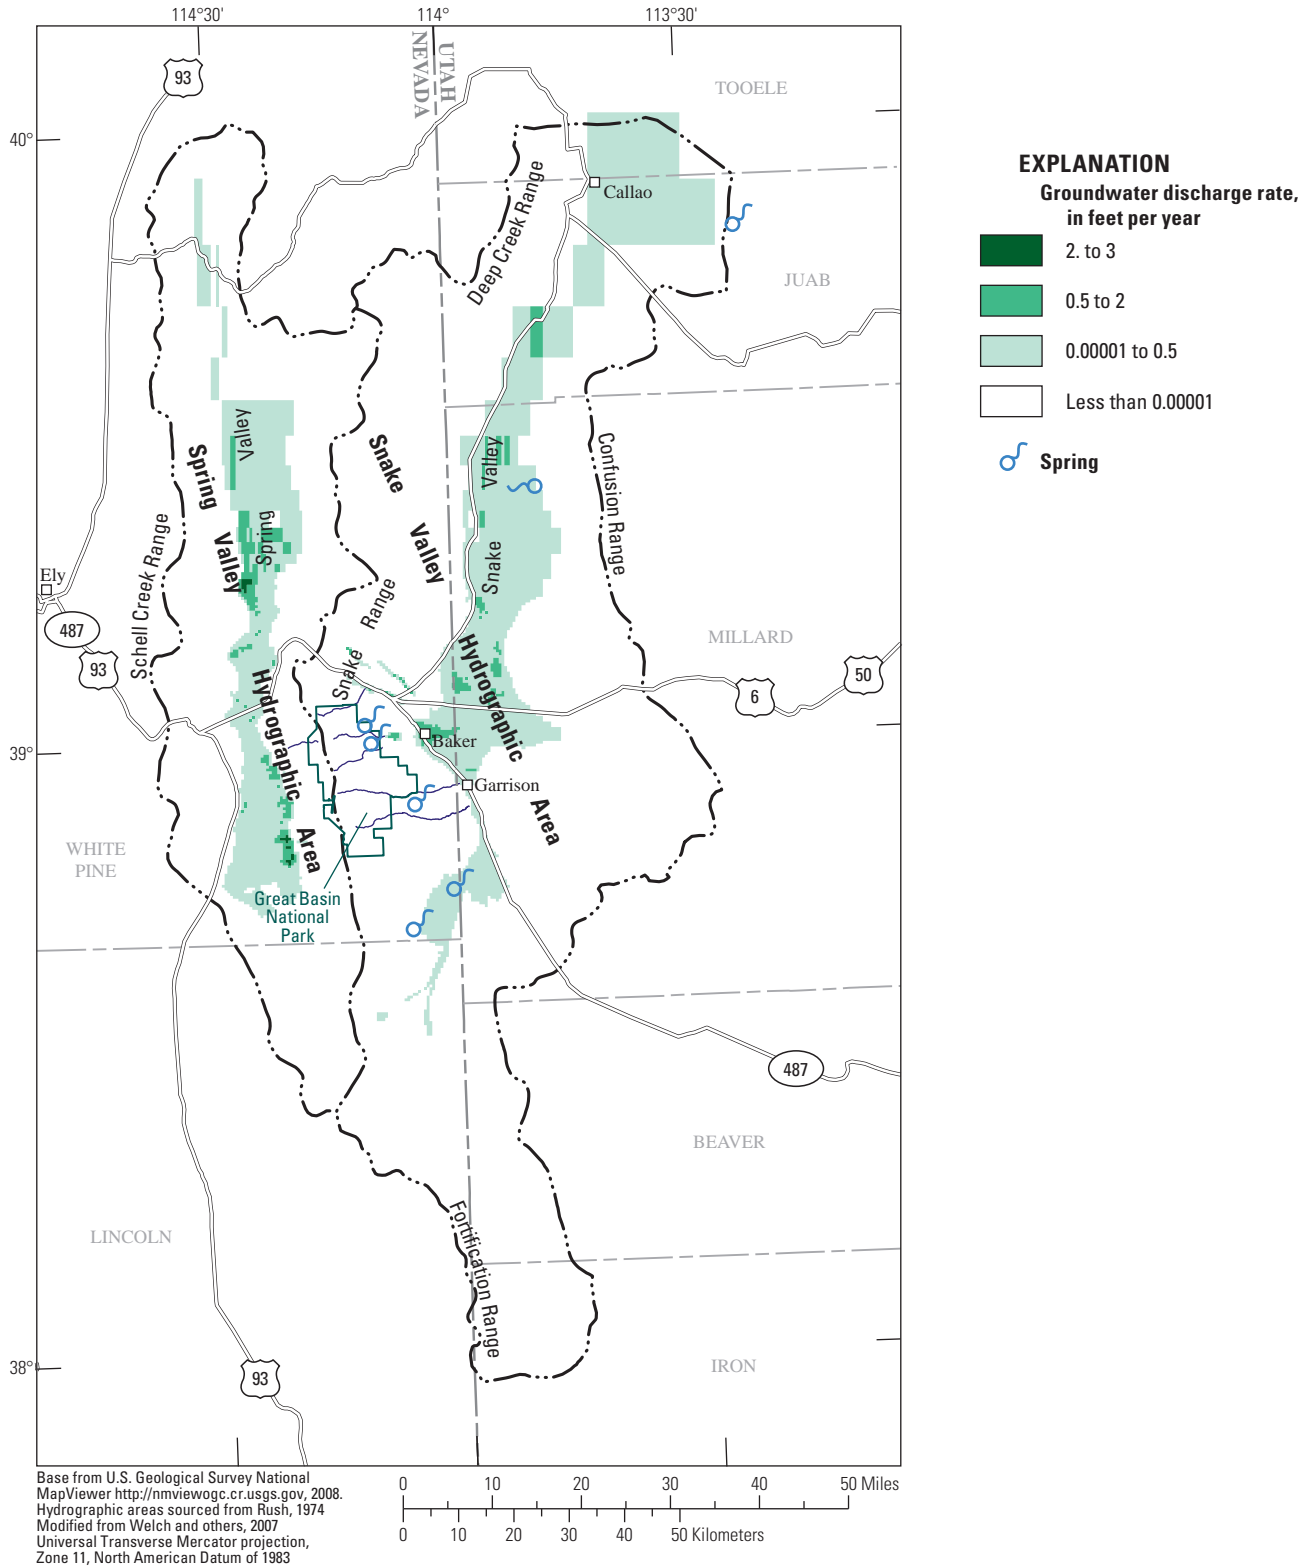 114°30'
114°
113°30'
UTAH
NEVADA
93
TOOELE
40°
Callao
Deep Creek Range
JUAB
EXPLANATION
Groundwater discharge rate,
in feet per year
2. to 3
0.5 to 2
0.00001 to 0.5
Less than 0.00001
Spring
Spring Valley Hydrographic Area
Spring Valley
Snake Valley Hydrographic Area
Snake Valley
Confusion Range
Schell Creek Range
Snake Range
Ely
487
93
MILLARD
50
6
39°
Baker
Garrison
WHITE
PINE
Great Basin
National
Park
487
BEAVER
LINCOLN
Fortification Range
38°
93
IRON
Base from U.S. Geological Survey National
MapViewer http://nmviewogc.cr.usgs.gov, 2008.
Hydrographic areas sourced from Rush, 1974
Modified from Welch and others, 2007
Universal Transverse Mercator projection,
Zone 11, North American Datum of 1983
0 10 20 30 40 50 Miles
0 10 20 30 40 50 Kilometers